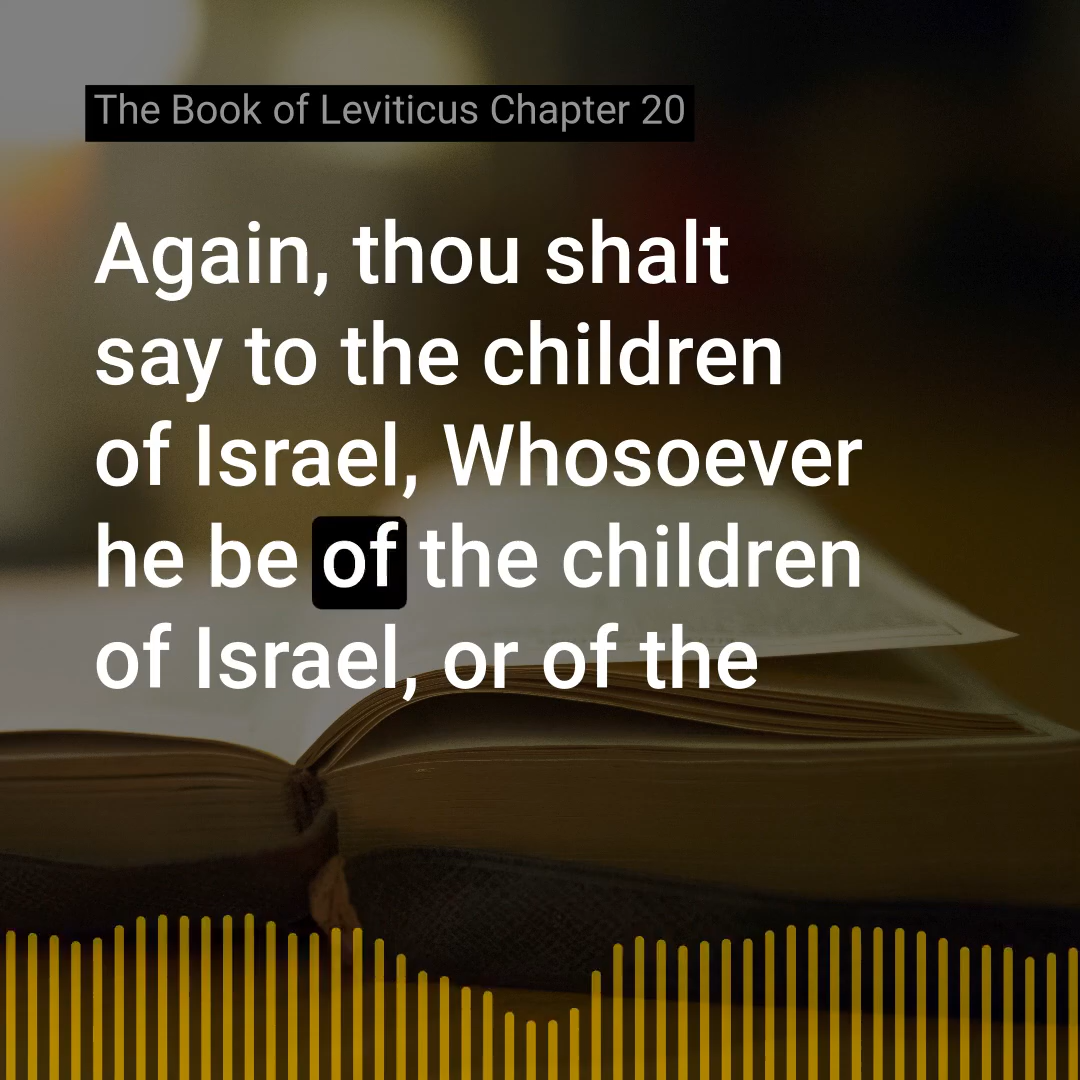 The Book of Leviticus Chapter 20
Again, thou shalt
say to the children
of Israel, Whosoever
he be of the children
of Israel, or of the